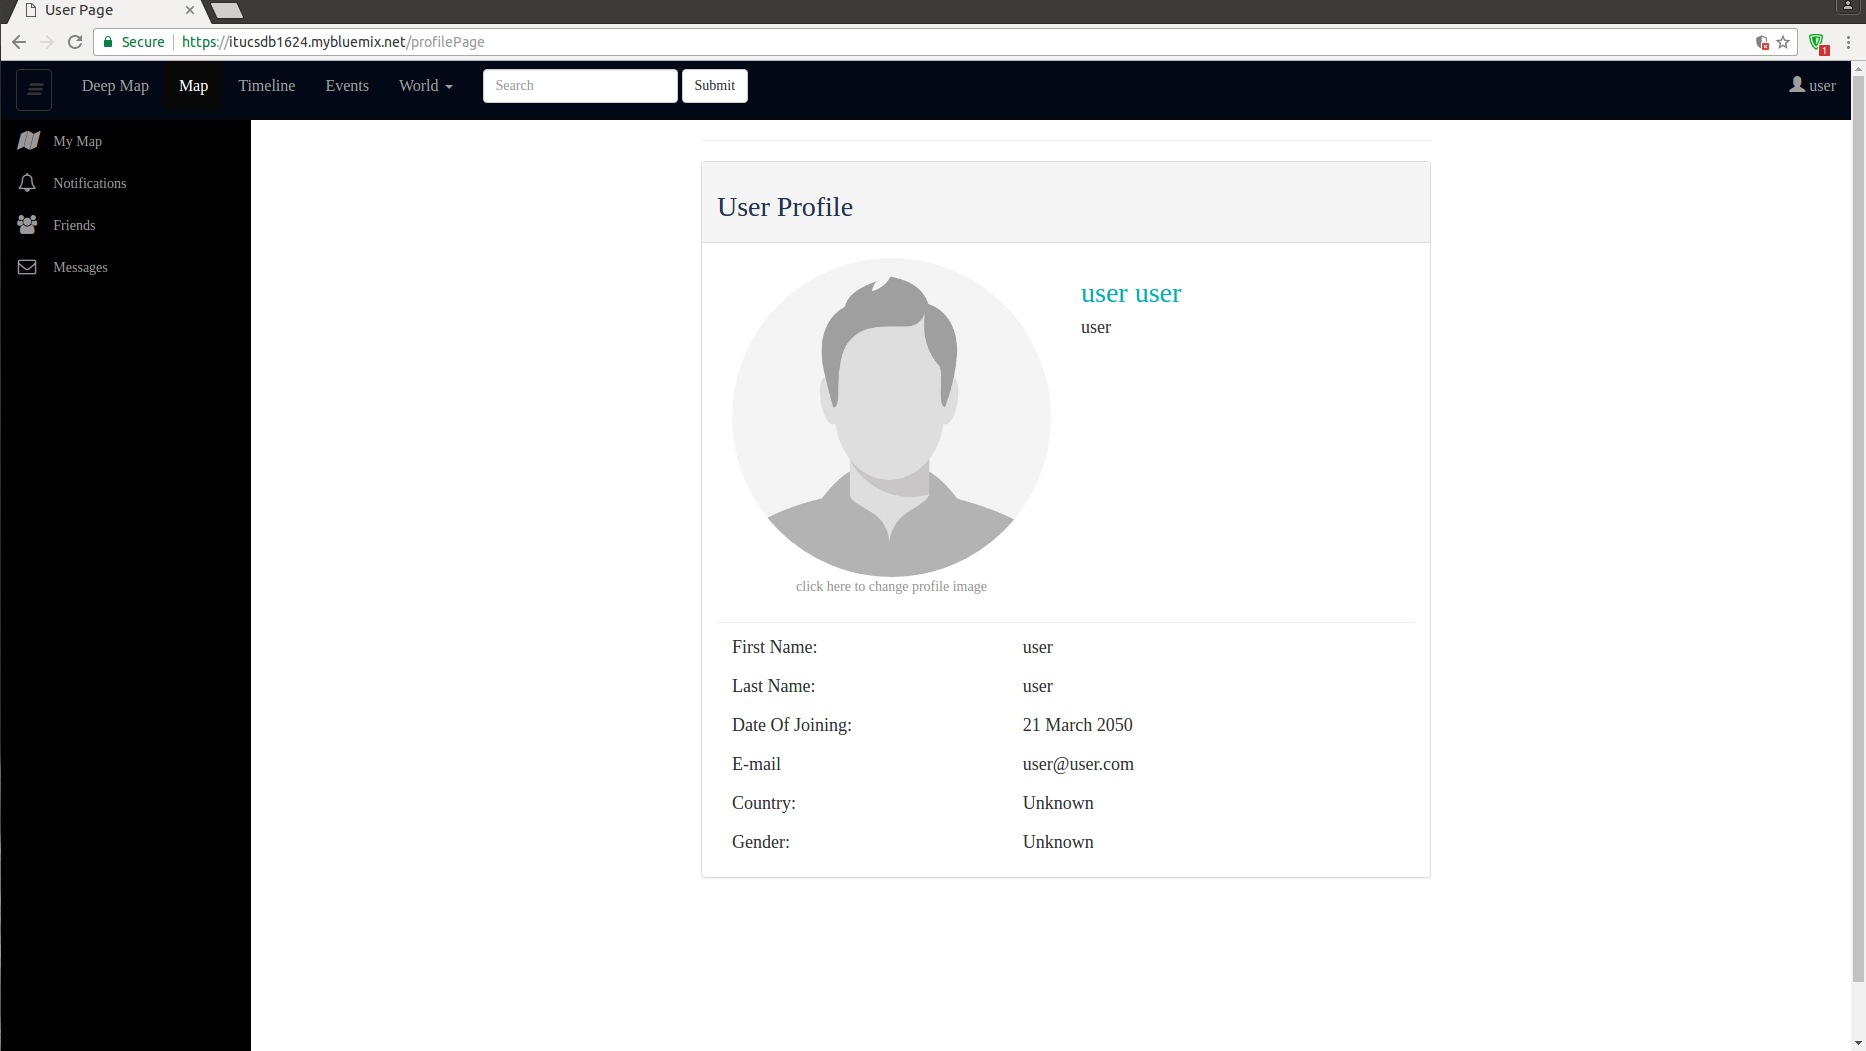 User Page
Secure https://itucsdb1624.mybluemix.net/profilePage
1
Deep Map Map Timeline Events World Search Submit user
My Map
Notifications
Friends
Messages
User Profile
user user
user
click here to change profile image
First Name: user
Last Name: user
Date Of Joining: 21 March 2050
E-mail user@user.com
Country: Unknown
Gender: Unknown